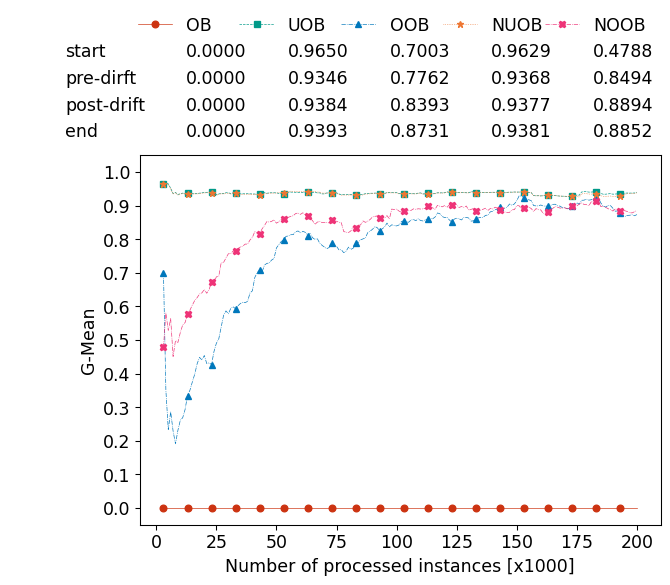 OB UOB OOB NUOB NOOB
start 0.0000 0.9650 0.7003 0.9629 0.4788
pre-dirft 0.0000 0.9346 0.7762 0.9368 0.8494
post-drift 0.0000 0.9384 0.8393 0.9377 0.8894
end 0.0000 0.9393 0.8731 0.9381 0.8852
1.0
0.9
0.8
0.7
0.6
0.5
0.4
0.3
0.2
0.1
0.0
G-Mean
0 25 50 75 100 125 150 175 200
Number of processed instances [x1000]